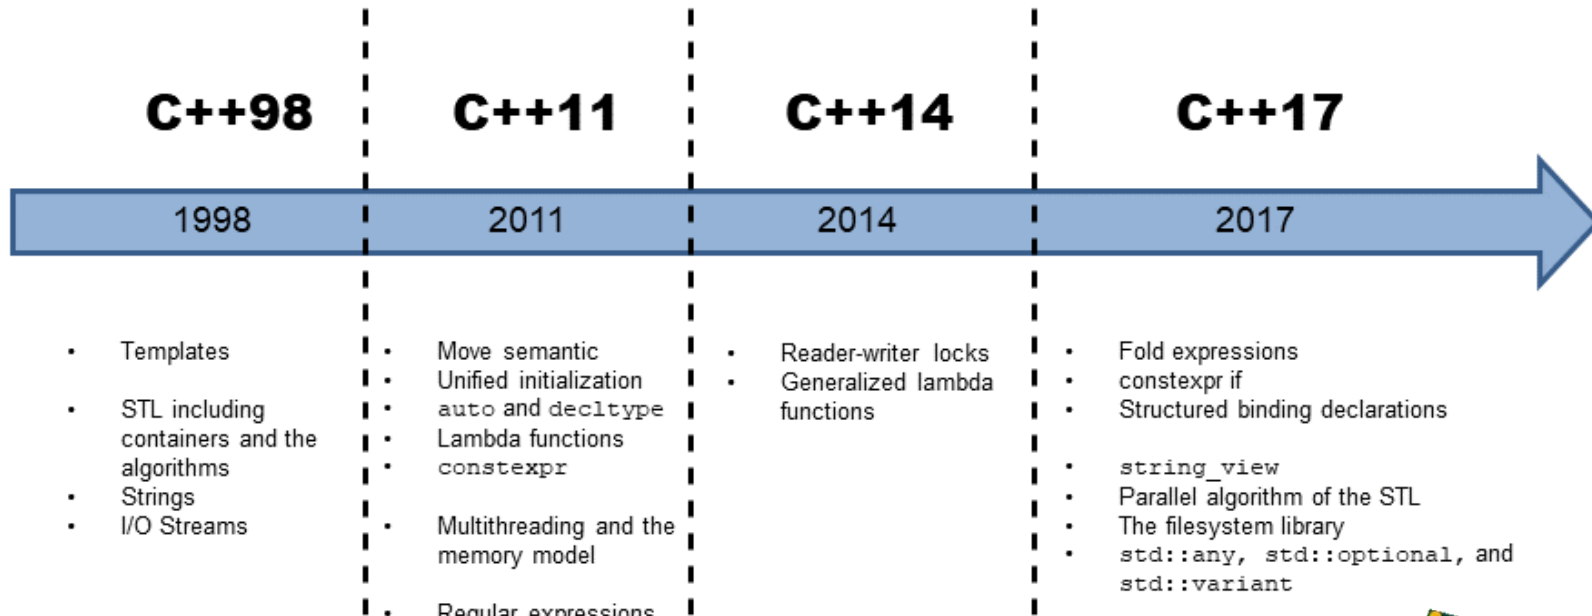 C++98
C++11
C++14
C++17
1998
2011
2014
2017
• Templates
• STL including
containers and the
algorithms
• Strings
• I/O Streams
• Move semantic
• Unified initialization
• auto and decltype
• Lambda functions
• constexpr
• Multithreading and the
memory model
• Regular expressions
• Reader-writer locks
• Generalized lambda
functions
• Fold expressions
• constexpr if
• Structured binding declarations
• string_view
• Parallel algorithm of the STL
• The filesystem library
• std::any, std::optional, and
std::variant